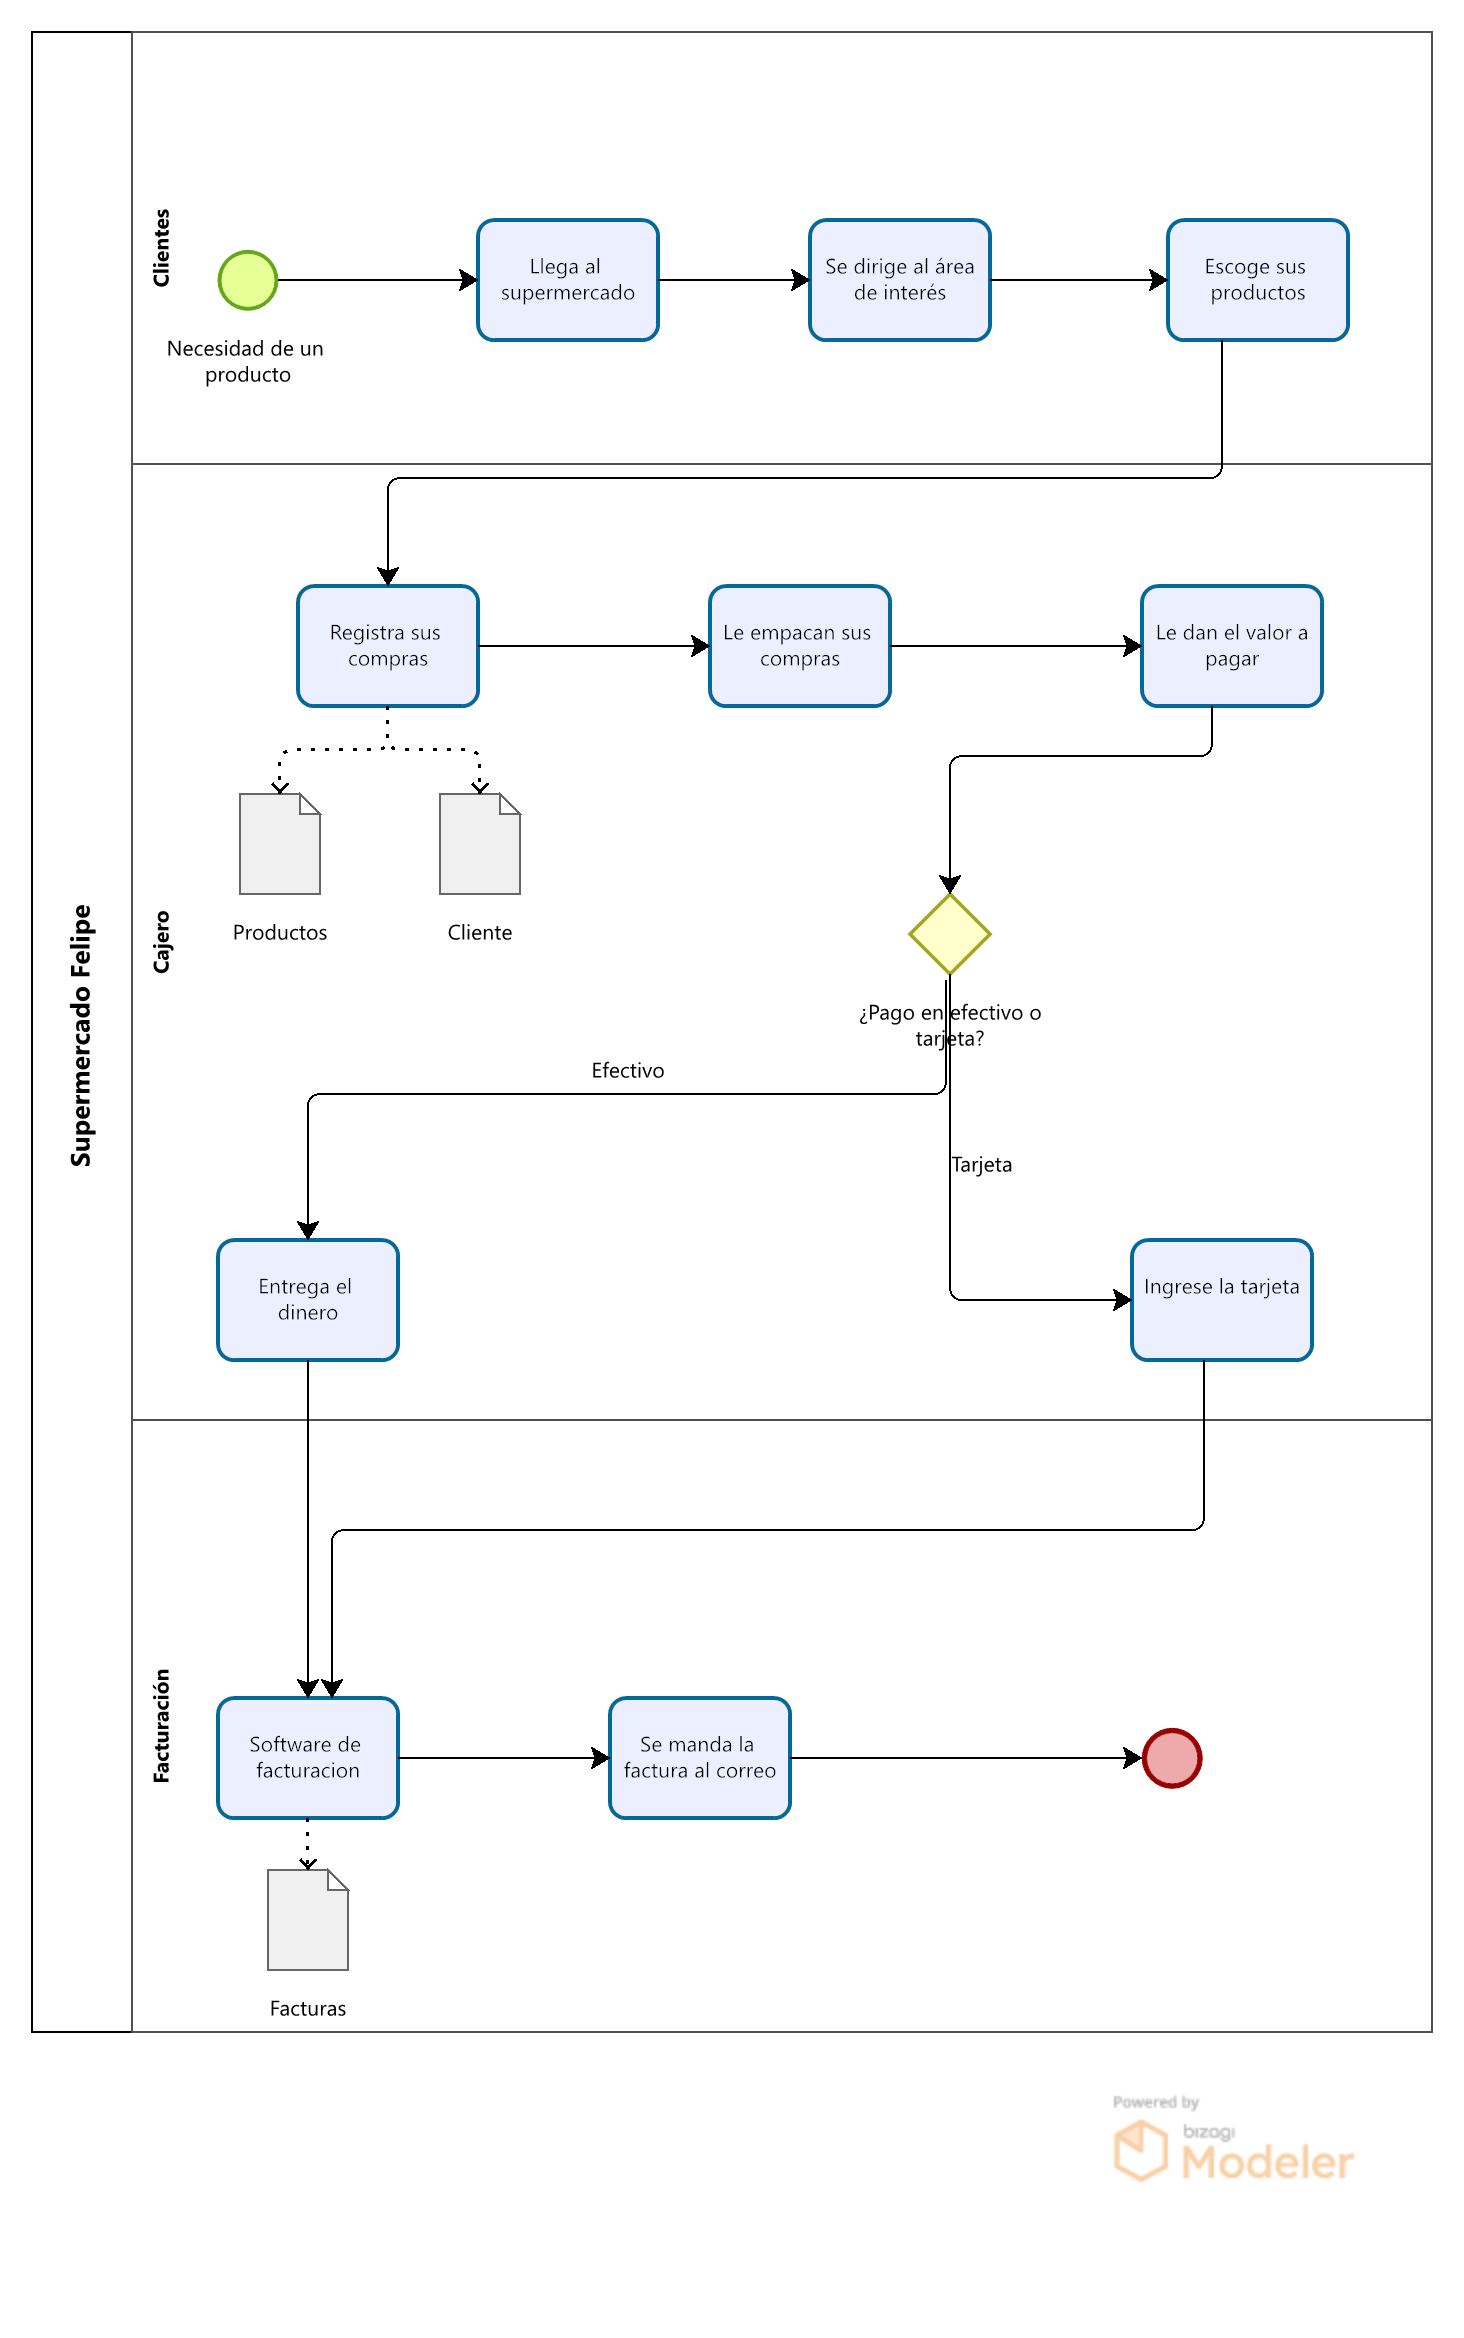 Supermercado Felipe
Clientes
Necesidad de un
producto
Llega al
supermercado
Se dirige al área
de interés
Escoge sus
productos
Cajero
Registra sus
compras
Le empacan sus
compras
Le dan el valor a
pagar
Productos
Cliente
¿Pago en efectivo o
tarjeta?
Efectivo
Tarjeta
Entrega el
dinero
Ingrese la tarjeta
Facturación
Software de
facturacion
Se manda la
factura al correo
Facturas
Powered by
bizagi
Modeler